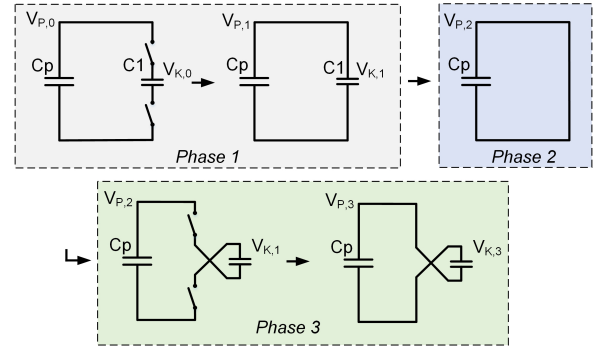 V_P,0 V_P,1 V_P,2
Cp C1 V_K,0 Cp C1 V_K,1 Cp
Phase 1 Phase 2
V_P,2 V_P,3
Cp V_K,1 Cp V_K,3
Phase 3